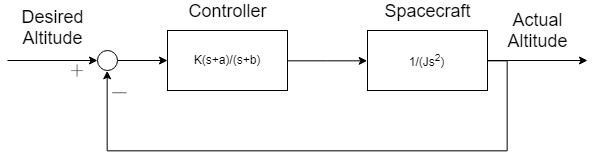 Desired
Altitude
Controller
Spacecraft
Actual
Altitude
+
K(s+a)/(s+b)
1/(Js²)
—